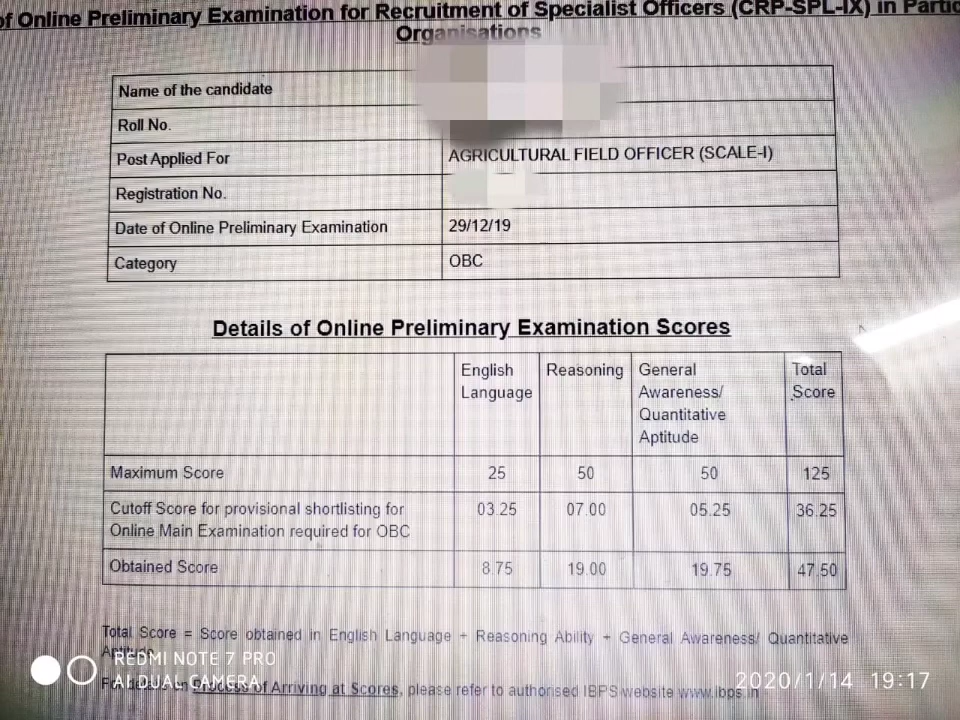 of Online Preliminary Examination for Recruitment of Specialist Officers (CRP-SPL-IX) in
Organisations
Name of the candidate
Roll No.
Post Applied For AGRICULTURAL FIELD OFFICER (SCALE-I)
Registration No.
Date of Online Preliminary Examination 29/12/19
Category OBC
Details of Online Preliminary Examination Scores
English Reasoning General Total
Language Awareness/ Score
Quantitative
Aptitude
Maximum Score 25 50 50 125
Cutoff Score for provisional shortlisting for 03.25 07.00 05.25 36.25
Online Main Examination required for OBC
Obtained Score 8.75 19.00 19.75 47.50
Total Score = Score obtained in English Language + Reasoning Ability + General Awareness/ Quantitative
REDMI NOTE 7 PRO
AI DUAL CAMERA
Process of Arriving at Scores, please refer to authorised IBPS website www.ibps.in
2020/1/14 19:17